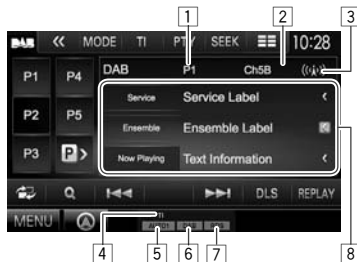 1 2 3
DAB MODE TI PTY SEEK 10:28
P1 P4 DAB P1 Ch5B
Service Service Label
P2 P5 Ensemble Ensemble Label
P3 P Now Playing Text Information
DLS REPLAY
MENU
TI
4 5 6 7 8